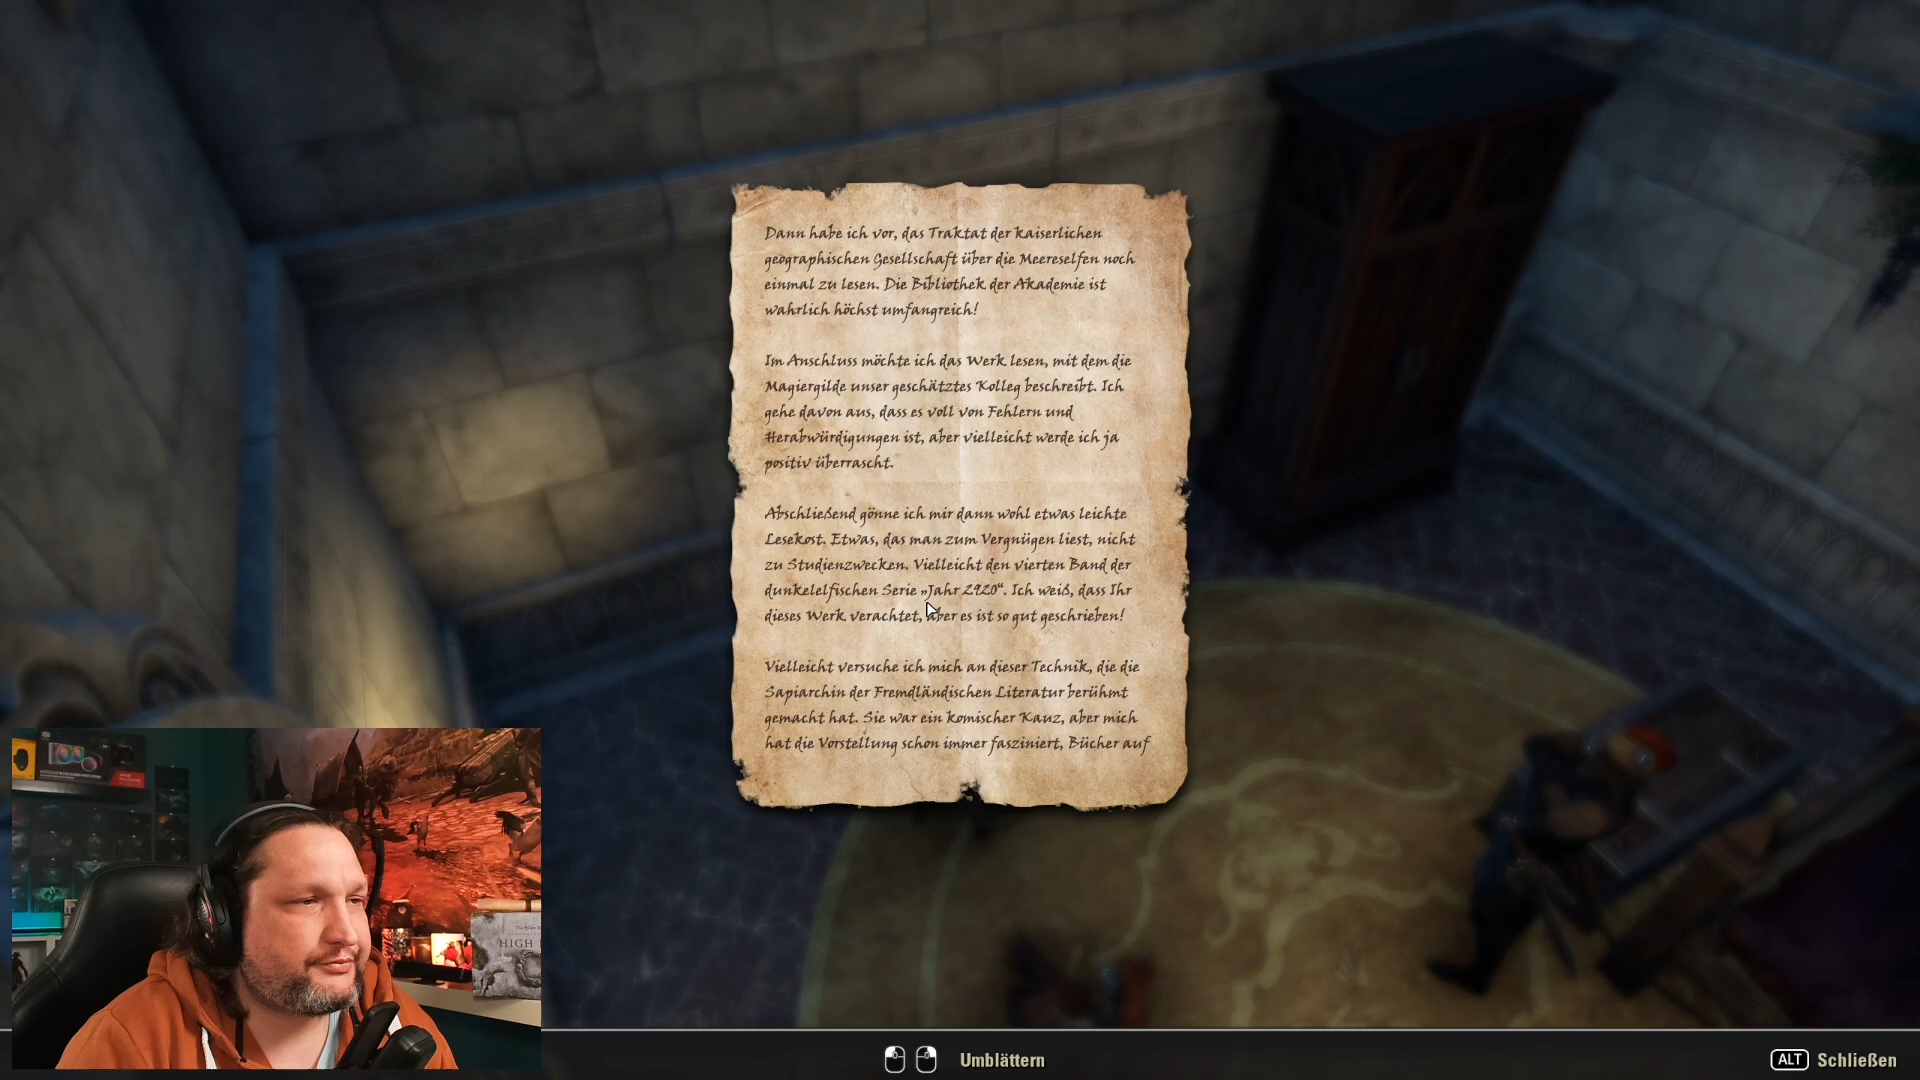 Dann habe ich vor, das Traktat der kaiserlichen
geographischen Gesellschaft über die Meereselfen noch
einmal zu lesen. Die Bibliothek der Akademie ist
wahrlich höchst umfangreich!
Im Anschluss möchte ich das Werk lesen, mit dem die
Magiergilde unser geschätztes Kolleg beschreibt. Ich
gehe davon aus, dass es voll von Fehlern und
Herabwürdigungen ist, aber vielleicht werde ich ja
positiv überrascht.
Abschließend gönne ich mir dann wohl etwas leichte
Lesekost. Etwas, das man zum Vergnügen liest, nicht
zu Studienzwecken. Vielleicht den vierten Band der
dunkelelfischen Serie „Jahr 2920“. Ich weiß, dass Ihr
dieses Werk verachtet, aber es ist so gut geschrieben!
Vielleicht versuche ich mich an dieser Technik, die die
Sapiarchin der Fremdländischen Literatur berühmt
gemacht hat. Sie war ein komischer Kauz, aber mich
hat die Vorstellung schon immer fasziniert, Bücher auf
HIGH
Umblättern
ALT Schließen